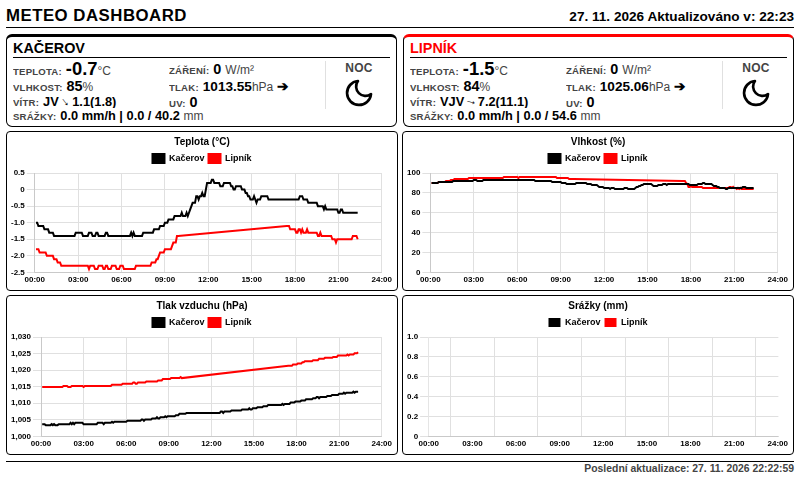 METEO DASHBOARD
27. 11. 2026 Aktualizováno v: 22:23
KAČEROV
TEPLOTA: -0.7°C
ZÁŘENÍ: 0 W/m²
NOC
VLHKOST: 85%
TLAK: 1013.55hPa ➔
VÍTR: JV → 1.1(1.8)
UV: 0
SRÁŽKY: 0.0 mm/h | 0.0 / 40.2 mm
LIPNÍK
TEPLOTA: -1.5°C
ZÁŘENÍ: 0 W/m²
NOC
VLHKOST: 84%
TLAK: 1025.06hPa ➔
VÍTR: VJV → 7.2(11.1)
UV: 0
SRÁŽKY: 0.0 mm/h | 0.0 / 54.6 mm
Teplota (°C)
Kačerov Lipník
0.5
0
-0.5
-1.0
-1.5
-2.0
-2.5
00:00 03:00 06:00 09:00 12:00 15:00 18:00 21:00 24:00
Vlhkost (%)
Kačerov Lipník
100
80
60
40
20
0
00:00 03:00 06:00 09:00 12:00 15:00 18:00 21:00 24:00
Tlak vzduchu (hPa)
Kačerov Lipník
1,030
1,025
1,020
1,015
1,010
1,005
1,000
00:00 03:00 06:00 09:00 12:00 15:00 18:00 21:00 24:00
Srážky (mm)
Kačerov Lipník
1.0
0.8
0.6
0.4
0.2
0
00:00 03:00 06:00 09:00 12:00 15:00 18:00 21:00 24:00
Poslední aktualizace: 27. 11. 2026 22:22:59